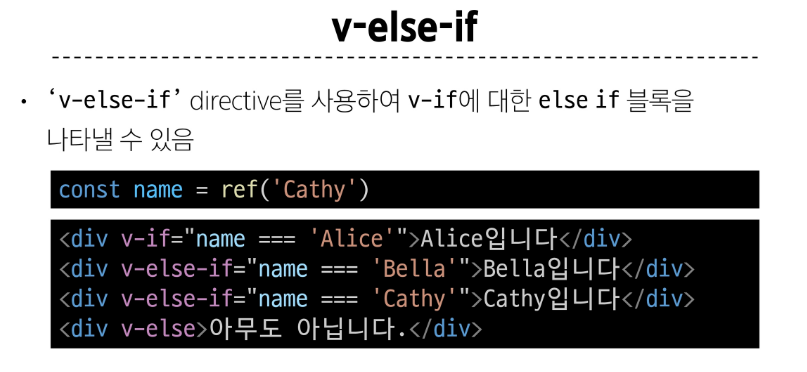 v-else-if
• ‘v-else-if’ directive를 사용하여 v-if에 대한 else if 블록을
나타낼 수 있음
const name = ref('Cathy')
<div v-if="name === 'Alice'">Alice입니다</div>
<div v-else-if="name === 'Bella'">Bella입니다</div>
<div v-else-if="name === 'Cathy'">Cathy입니다</div>
<div v-else>아무도 아닙니다.</div>